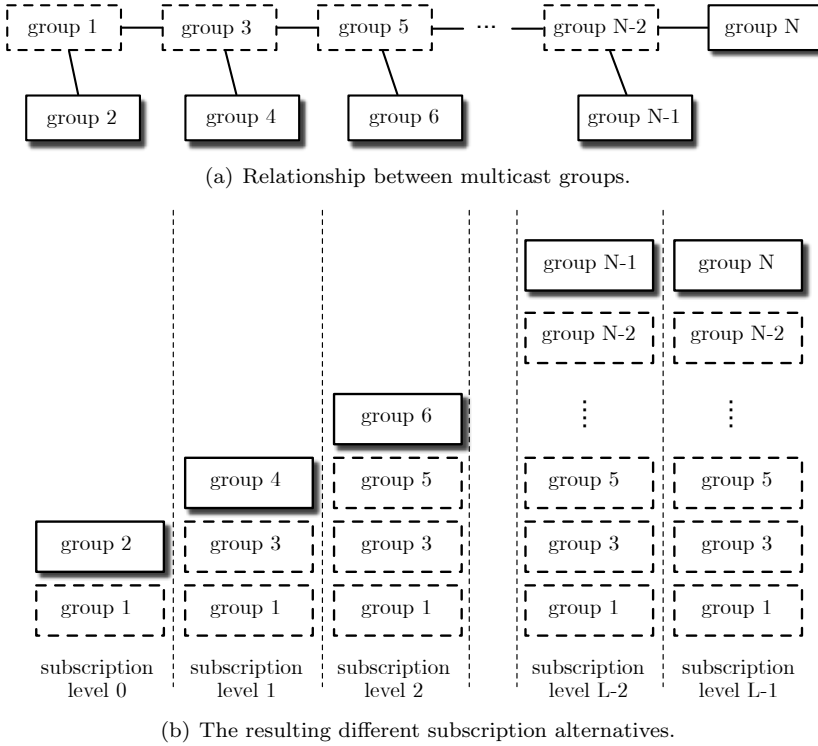 group 1 group 3 group 5 ... group N-2 group N
group 2 group 4 group 6 group N-1
(a) Relationship between multicast groups.
group N-1 group N
group N-2 group N-2
group 6
group 4 group 5 group 5 group 5
group 2 group 3 group 3 group 3 group 3
group 1 group 1 group 1 group 1 group 1
subscription subscription subscription subscription subscription
level 0 level 1 level 2 level L-2 level L-1
(b) The resulting different subscription alternatives.